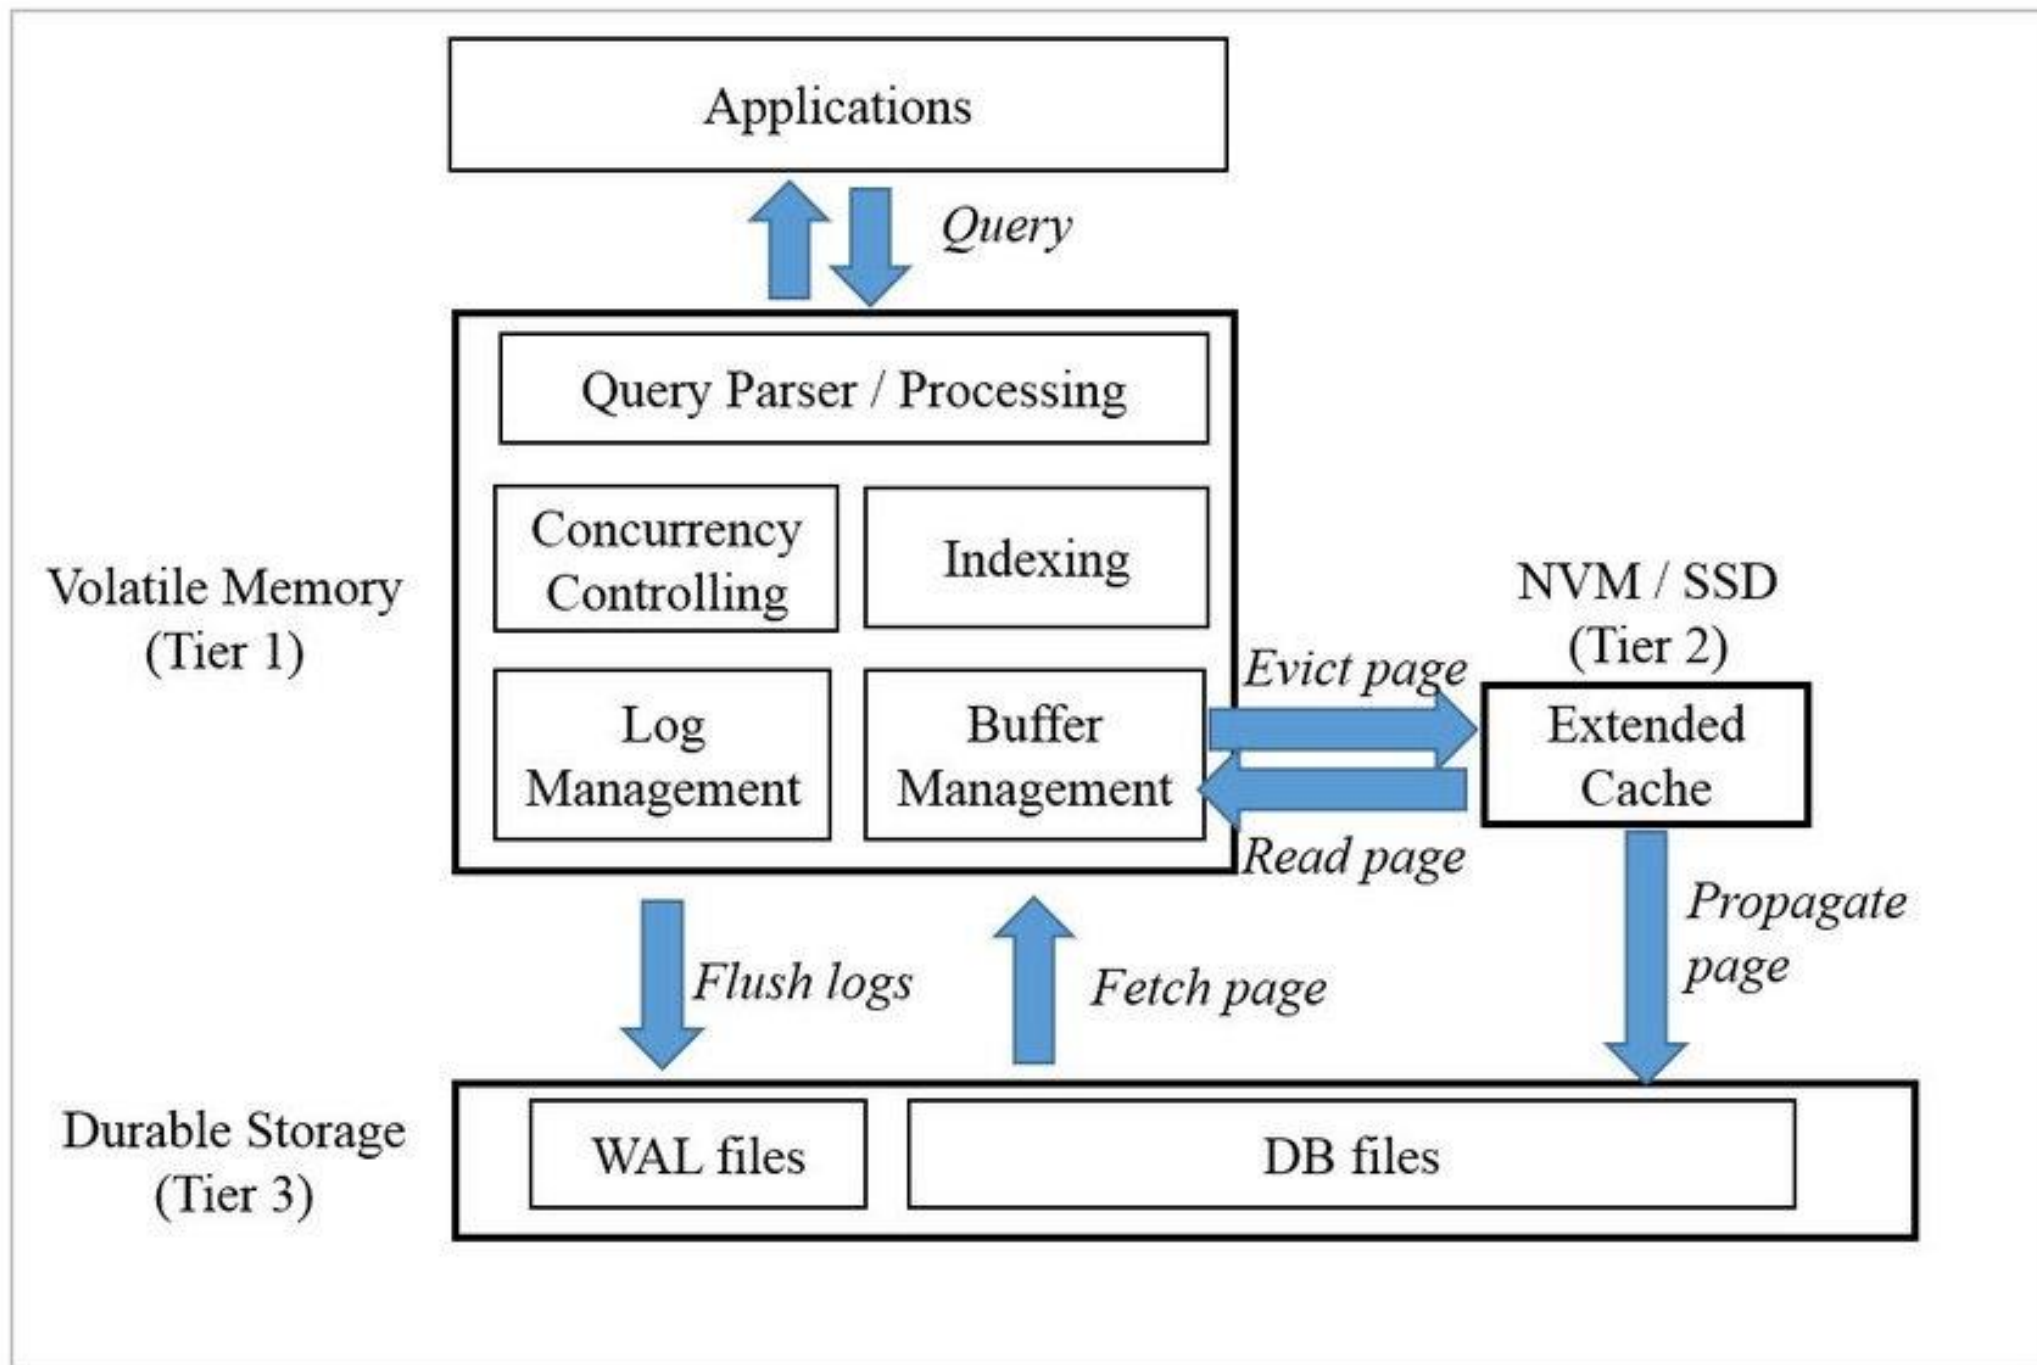 Applications
Query
Query Parser / Processing
Concurrency
Controlling
Indexing
Volatile Memory
(Tier 1)
NVM / SSD
(Tier 2)
Log
Management
Buffer
Management
Evict page
Read page
Extended
Cache
Flush logs
Fetch page
Propagate
page
Durable Storage
(Tier 3)
WAL files
DB files